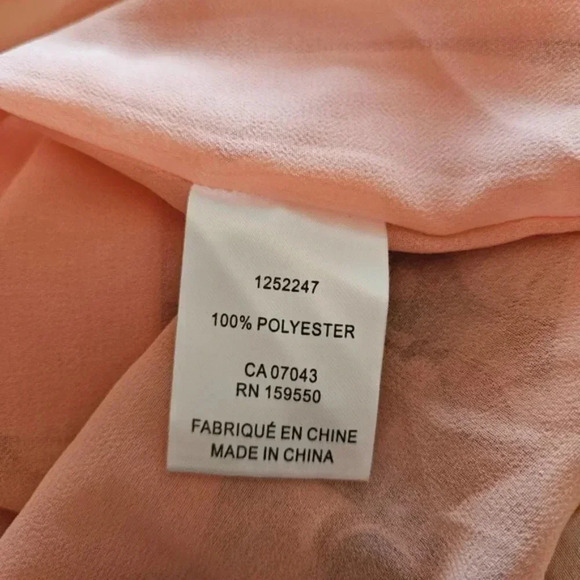 1252247
100% POLYESTER
CA 07043
RN 159550
FABRIQUÉ EN CHINE
MADE IN CHINA